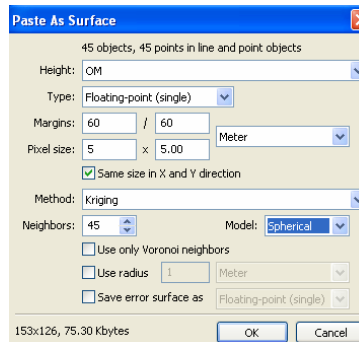 Paste As Surface
45 objects, 45 points in line and point objects
Height: OM
Type: Floating-point (single)
Margins: 60 / 60 Meter
Pixel size: 5 x 5.00
Same size in X and Y direction
Method: Kriging
Neighbors: 45 Model: Spherical
Use only Voronoi neighbors
Use radius 1 Meter
Save error surface as Floating-point (single)
153x126, 75.30 Kbytes OK Cancel